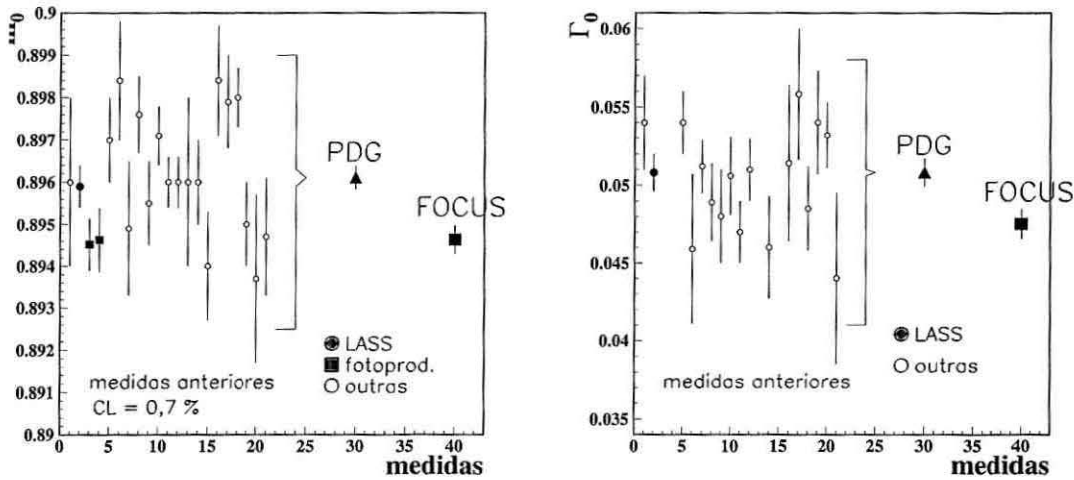 m₀
0.9
0.899
0.898
0.897
0.896
0.895
0.894
0.893
0.892
0.891
0.89
PDG
FOCUS
LASS
fotoprod.
outras
medidas anteriores
CL = 0,7 %
0 5 10 15 20 25 30 35 40
medidas
Γ₀
0.06
0.055
0.05
0.045
0.04
0.035
PDG
FOCUS
LASS
outras
medidas anteriores
0 5 10 15 20 25 30 35 40
medidas